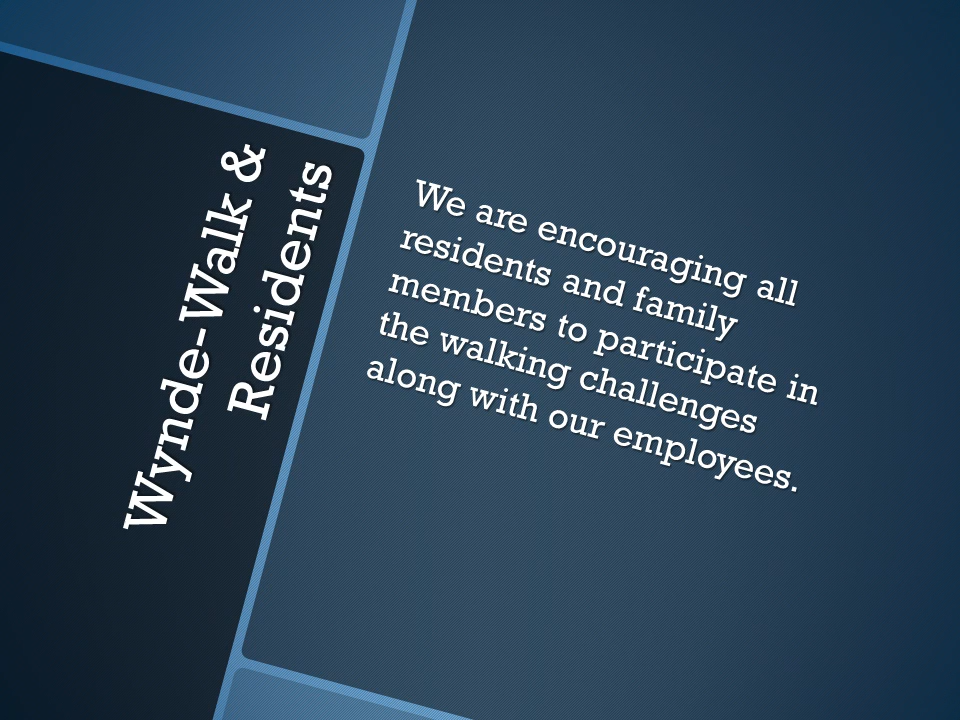 Wynde-Walk &
Residents
We are encouraging all
residents and family
members to participate in
the walking challenges
along with our employees.